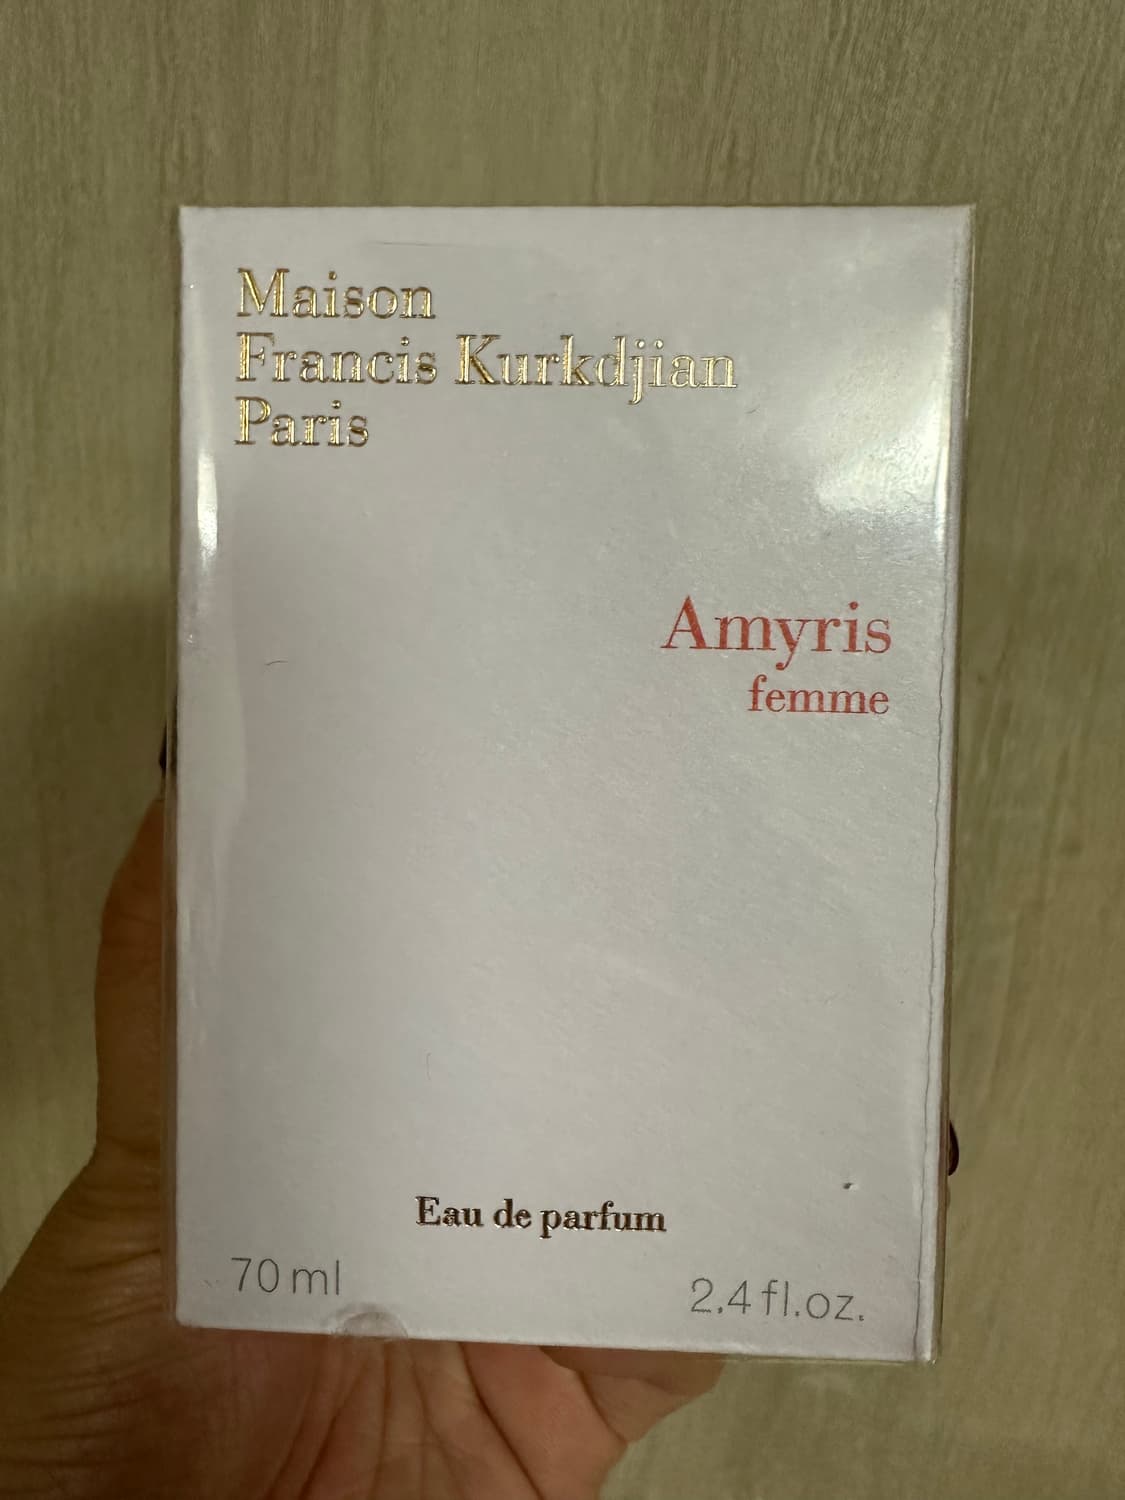 Maison
Francis Kurkdjian
Paris
Amyris
femme
Eau de parfum
70 ml
2.4 fl.oz.